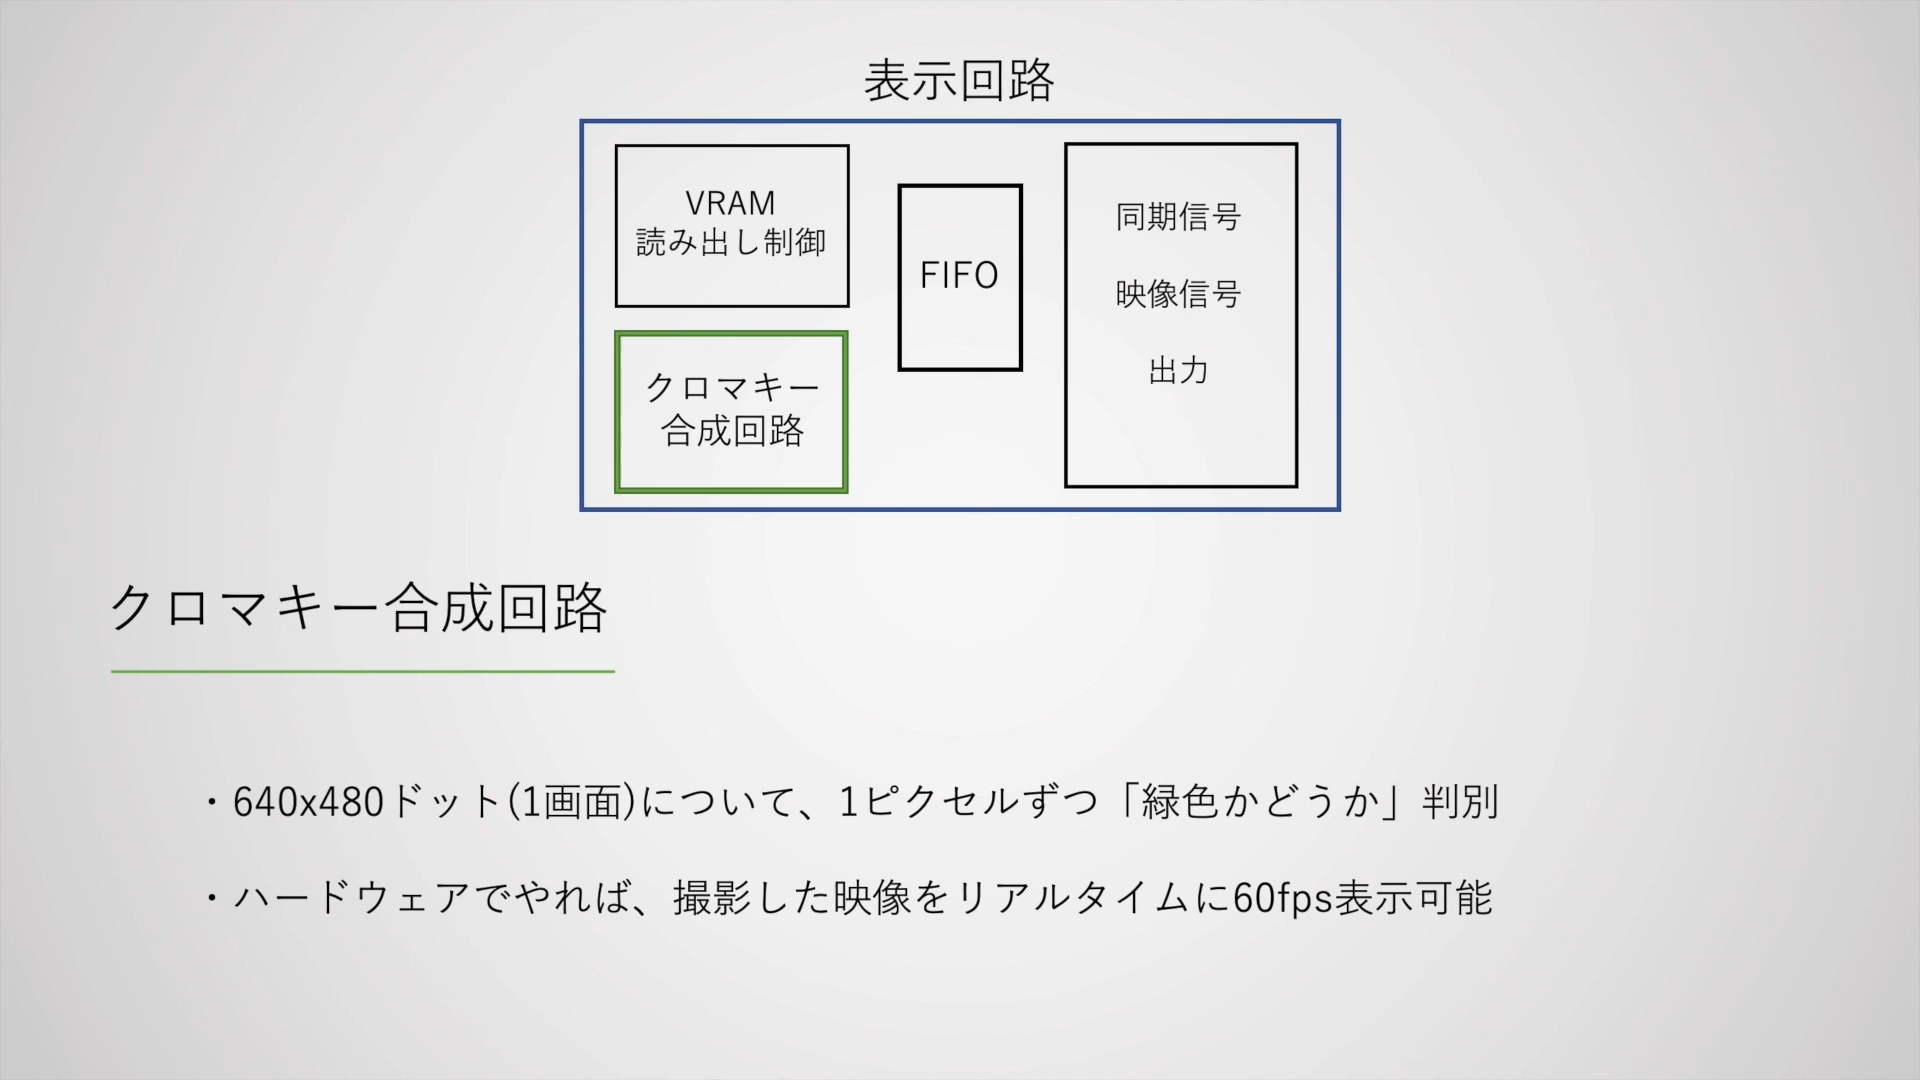 表示回路
VRAM
読み出し制御
クロマキー
合成回路
FIFO
同期信号
映像信号
出力
クロマキー合成回路
・640x480ドット(1画面)について、1ピクセルずつ「緑色かどうか」判別
・ハードウェアでやれば、撮影した映像をリアルタイムに60fps表示可能